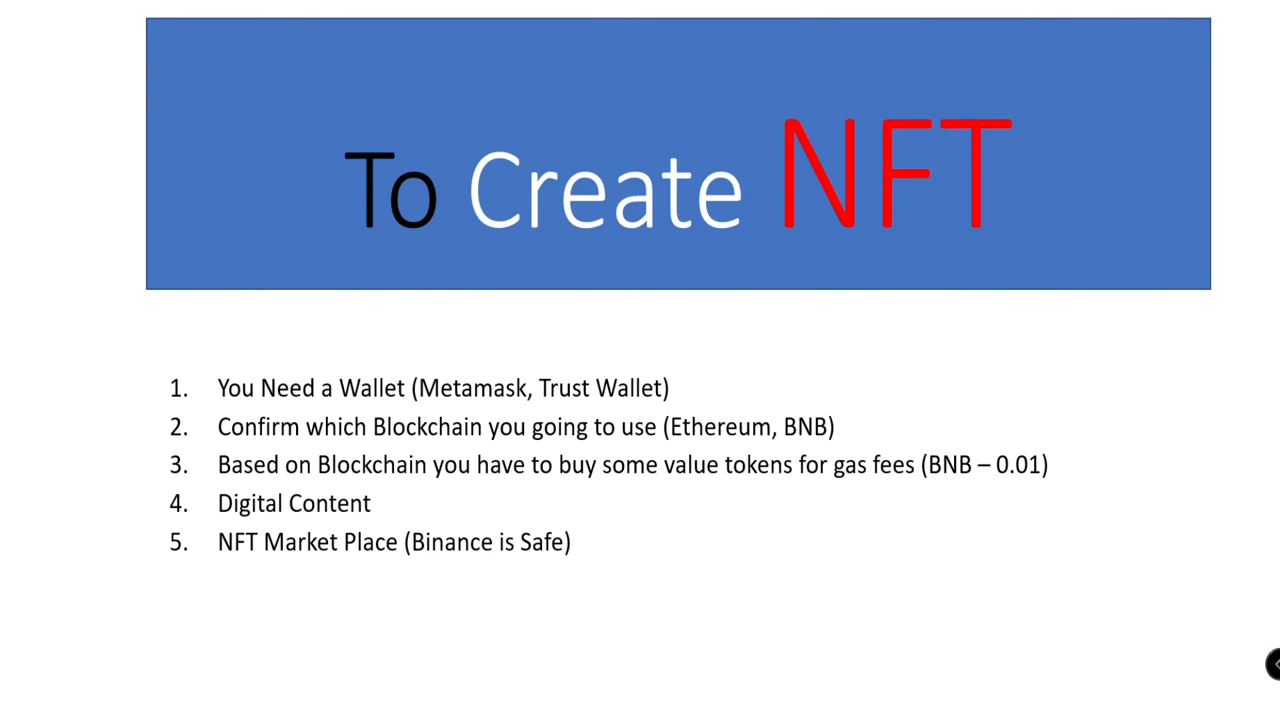 To Create NFT
1. You Need a Wallet (Metamask, Trust Wallet)
2. Confirm which Blockchain you going to use (Ethereum, BNB)
3. Based on Blockchain you have to buy some value tokens for gas fees (BNB – 0.01)
4. Digital Content
5. NFT Market Place (Binance is Safe)